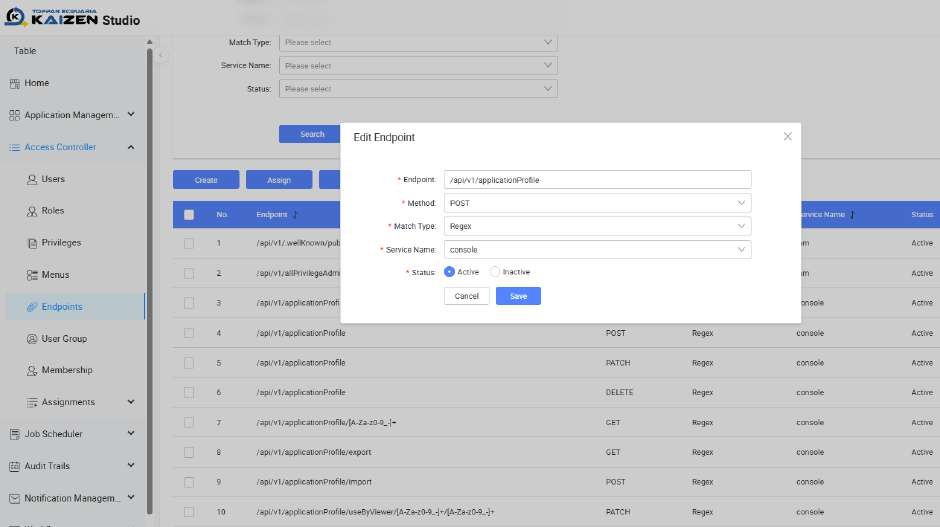 TOPPAN ECQUARIA
KAIZEN Studio
Table
Home
Application Managem...
Access Controller
Users
Roles
Privileges
Menus
Endpoints
User Group
Membership
Assignments
Job Scheduler
Audit Trails
Notification Managem...
Match Type: Please select
Service Name: Please select
Status: Please select
Search
Create Assign
No. Endpoint Service Name Status
1 /api/v1/.wellKnown/pub Active
2 /api/v1/allPrivilegeAdm Active
3 /api/v1/applicationProfi console Active
4 /api/v1/applicationProfile POST Regex console Active
5 /api/v1/applicationProfile PATCH Regex console Active
6 /api/v1/applicationProfile DELETE Regex console Active
7 /api/v1/applicationProfile/[A-Za-z0-9_-]+ GET Regex console Active
8 /api/v1/applicationProfile/export GET Regex console Active
9 /api/v1/applicationProfile/import POST Regex console Active
10 /api/v1/applicationProfile/useByViewer/[A-Za-z0-9_-]+/[A-Za-z0-9_-]+ PATCH Regex console Active
Edit Endpoint
* Endpoint: /api/v1/applicationProfile
* Method: POST
* Match Type: Regex
* Service Name: console
* Status: Active Inactive
Cancel Save